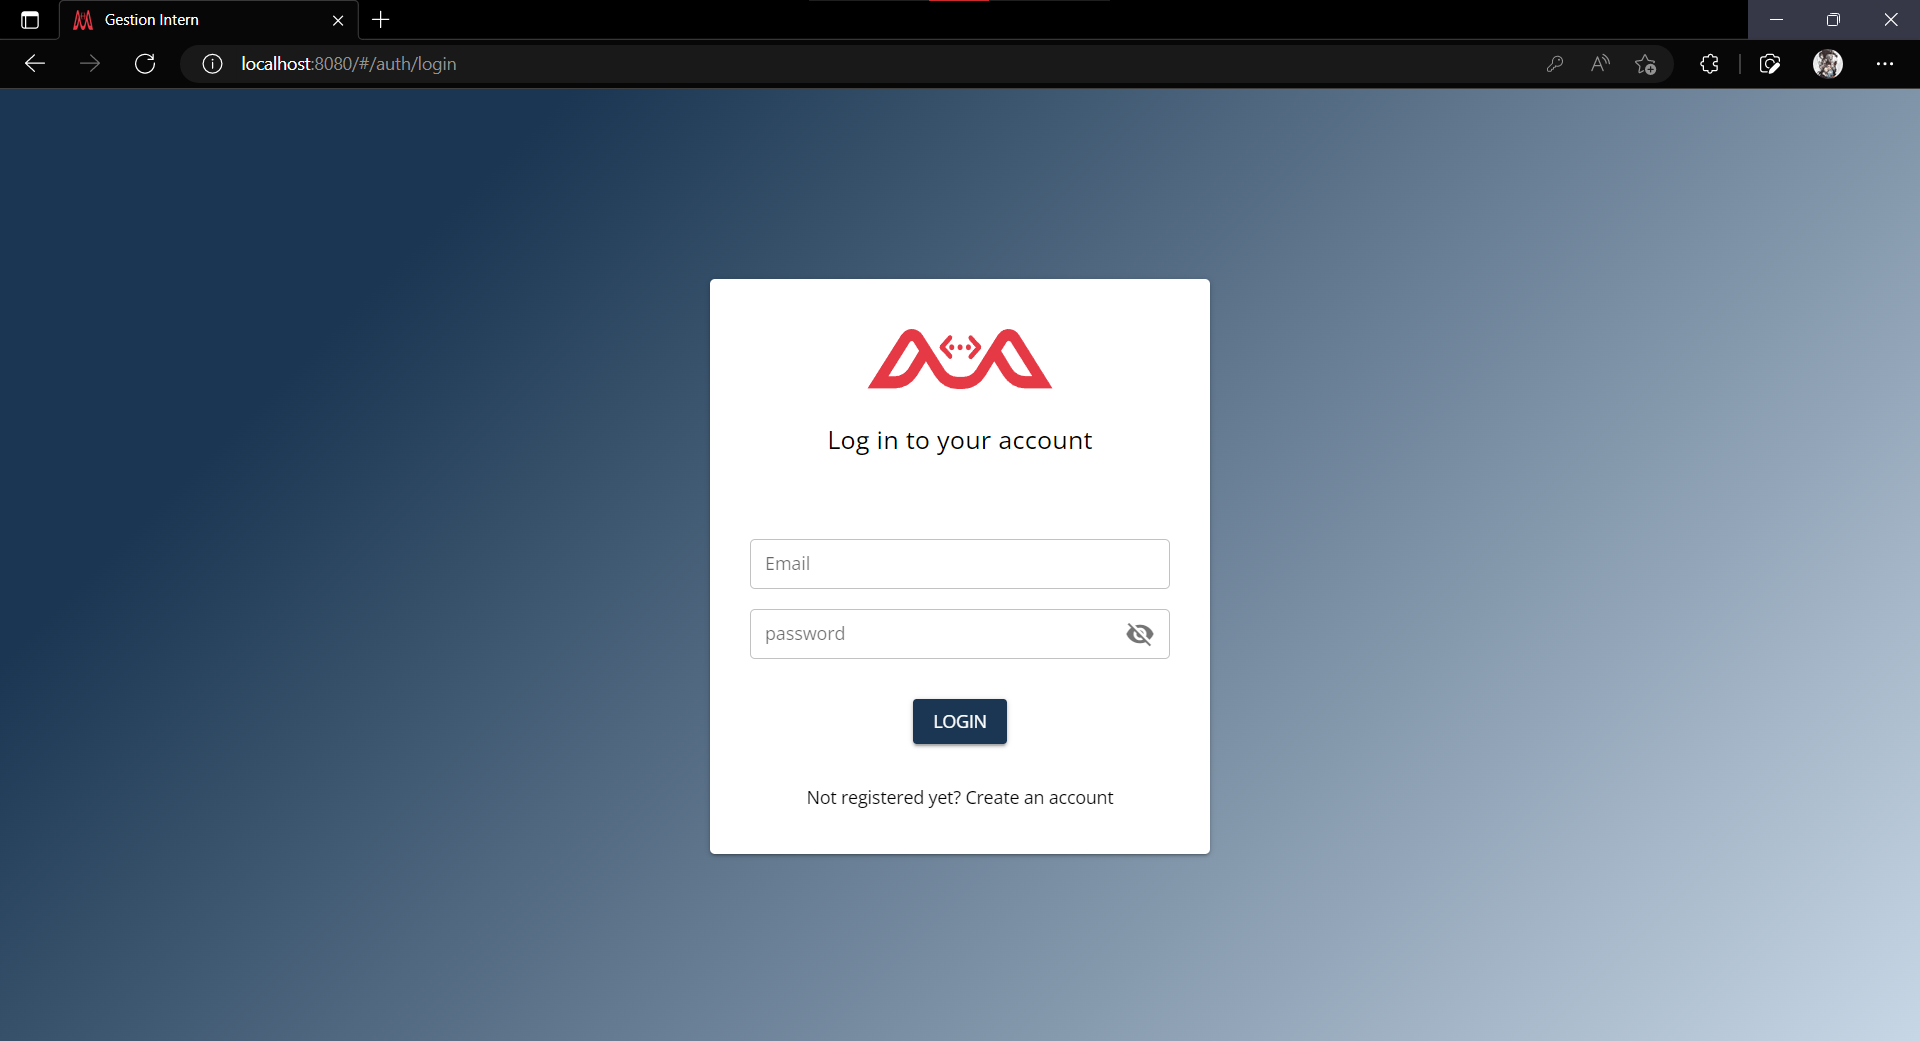 Gestion Intern
localhost:8080/#/auth/login
Log in to your account
Email
password
LOGIN
Not registered yet? Create an account